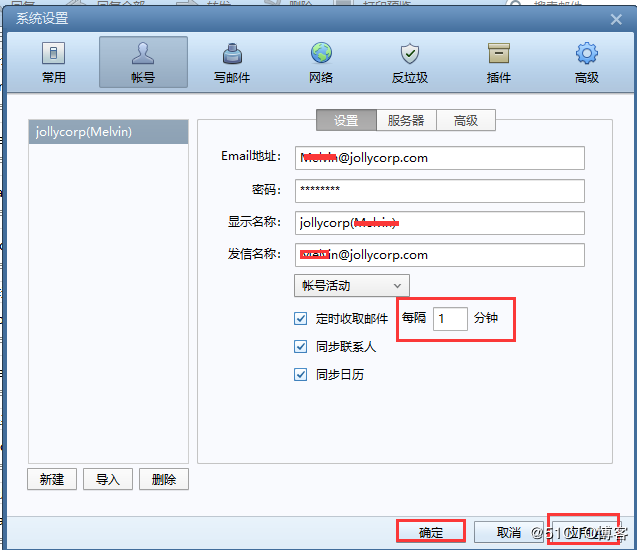 系统设置
常用 帐号 写邮件 网络 反垃圾 插件 高级
jollycorp(Melvin)
设置 服务器 高级
Email地址: Melvin@jollycorp.com
密码: ********
显示名称: jollycorp(Melvin)
发信名称: Melvin@jollycorp.com
帐号活动
定时收取邮件 每隔 1 分钟
同步联系人
同步日历
新建 导入 删除
确定 取消
@51CTO博客